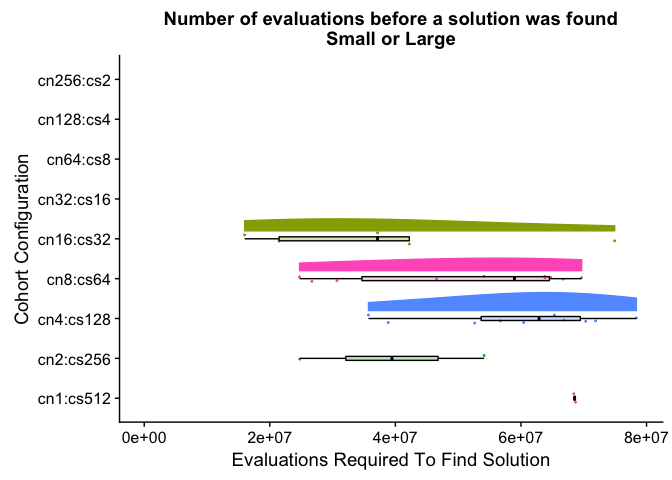 Number of evaluations before a solution was found
Small or Large
Cohort Configuration
cn256:cs2
cn128:cs4
cn64:cs8
cn32:cs16
cn16:cs32
cn8:cs64
cn4:cs128
cn2:cs256
cn1:cs512
0e+00 2e+07 4e+07 6e+07 8e+07
Evaluations Required To Find Solution